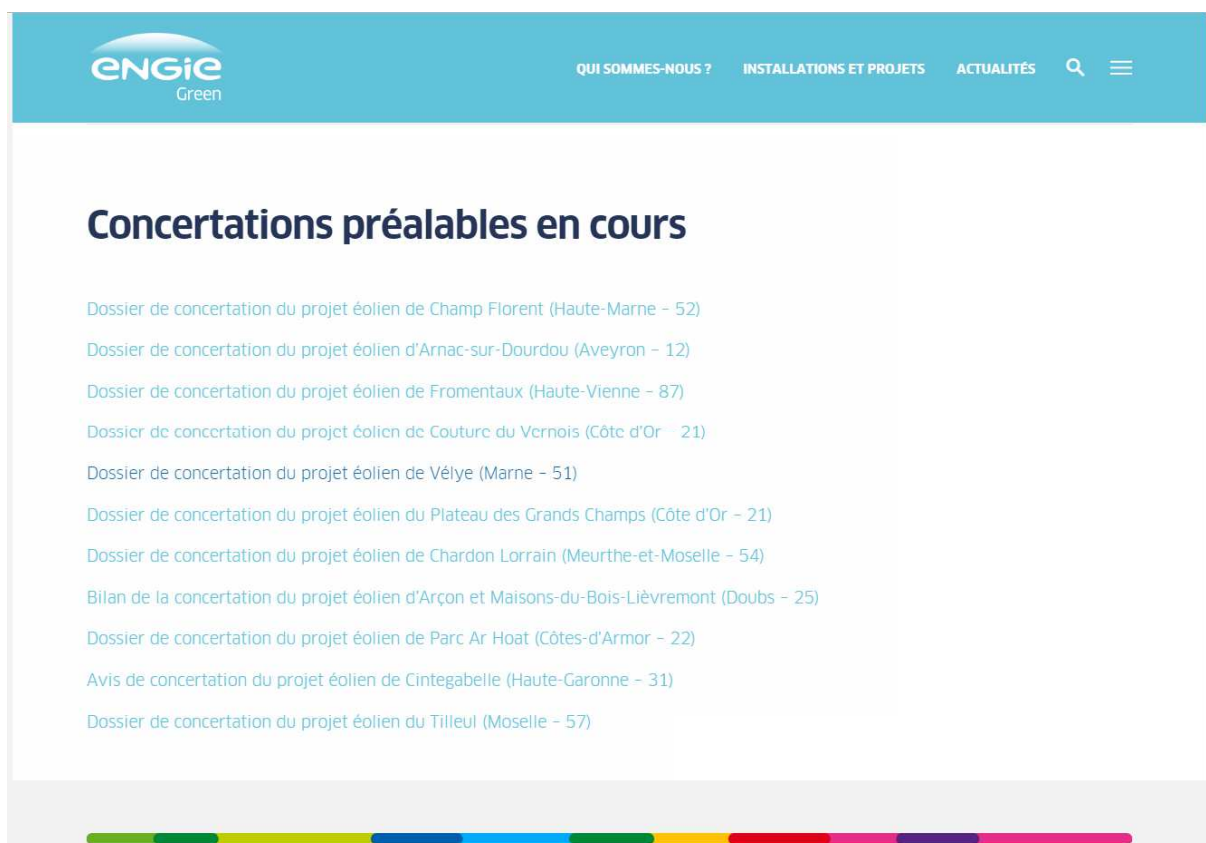 ENGIE
Green
QUI SOMMES-NOUS ? INSTALLATIONS ET PROJETS ACTUALITÉS
Concertations préalables en cours
Dossier de concertation du projet éolien de Champ Florent (Haute-Marne – 52)
Dossier de concertation du projet éolien d'Arnac-sur-Dourdou (Aveyron – 12)
Dossier de concertation du projet éolien de Fromentaux (Haute-Vienne – 87)
Dossier de concertation du projet éolien de Couture du Vernois (Côte d'Or – 21)
Dossier de concertation du projet éolien de Vélye (Marne – 51)
Dossier de concertation du projet éolien du Plateau des Grands Champs (Côte d'Or – 21)
Dossier de concertation du projet éolien de Chardon Lorrain (Meurthe-et-Moselle – 54)
Bilan de la concertation du projet éolien d'Arçon et Maisons-du-Bois-Lièvremont (Doubs – 25)
Dossier de concertation du projet éolien de Parc Ar Hoat (Côtes-d'Armor – 22)
Avis de concertation du projet éolien de Cintegabelle (Haute-Garonne – 31)
Dossier de concertation du projet éolien du Tilleul (Moselle – 57)